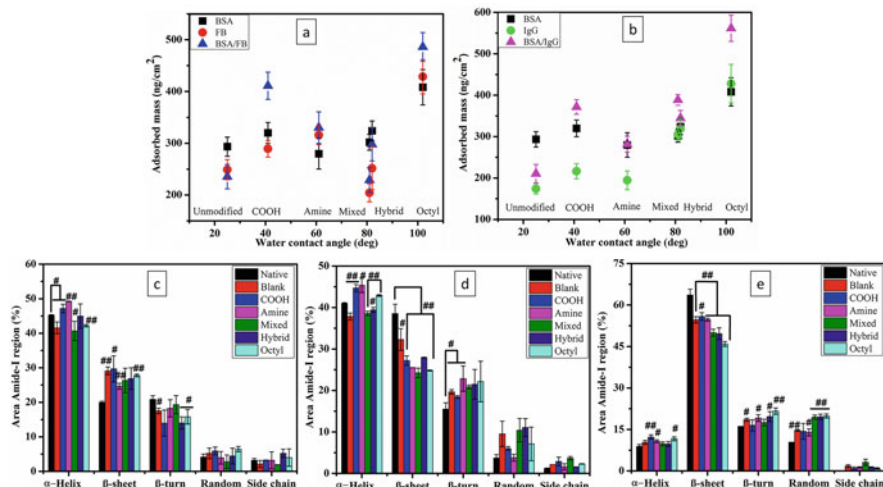 a
BSA
FB
BSA/FB
Adsorbed mass (ng/cm²)
500
400
300
200
Unmodified COOH Amine Mixed Hybrid Octyl
20 40 60 80 100
Water contact angle (deg)
b
BSA
IgG
BSA/IgG
Adsorbed mass (ng/cm²)
600
500
400
300
200
100
Unmodified COOH Amine Mixed Hybrid Octyl
20 40 60 80 100
Water contact angle (deg)
c
Native
Blank
COOH
Amine
Mixed
Hybrid
Octyl
Area Amide-I region (%)
60
50
40
30
20
10
0
# ## # ##
## # ## ##
# #
α−Helix β-sheet β-turn Random Side chain
d
Native
Blank
COOH
Amine
Mixed
Hybrid
Octyl
Area Amide-I region (%)
50
40
30
20
10
0
## # # ##
# ##
#
α−Helix β-sheet β-turn Random Side chain
e
Native
Blank
COOH
Amine
Mixed
Hybrid
Octyl
Area Amide-I region (%)
75
60
45
30
15
0
## # #
## #
# # # ##
## # ##
α−Helix β-sheet β-turn Random Side chain